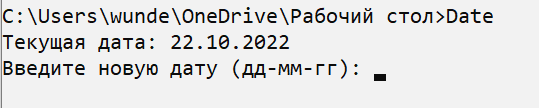 C:\Users\wunde\OneDrive\Рабочий стол>Date
Текущая дата: 22.10.2022
Введите новую дату (дд-мм-гг):